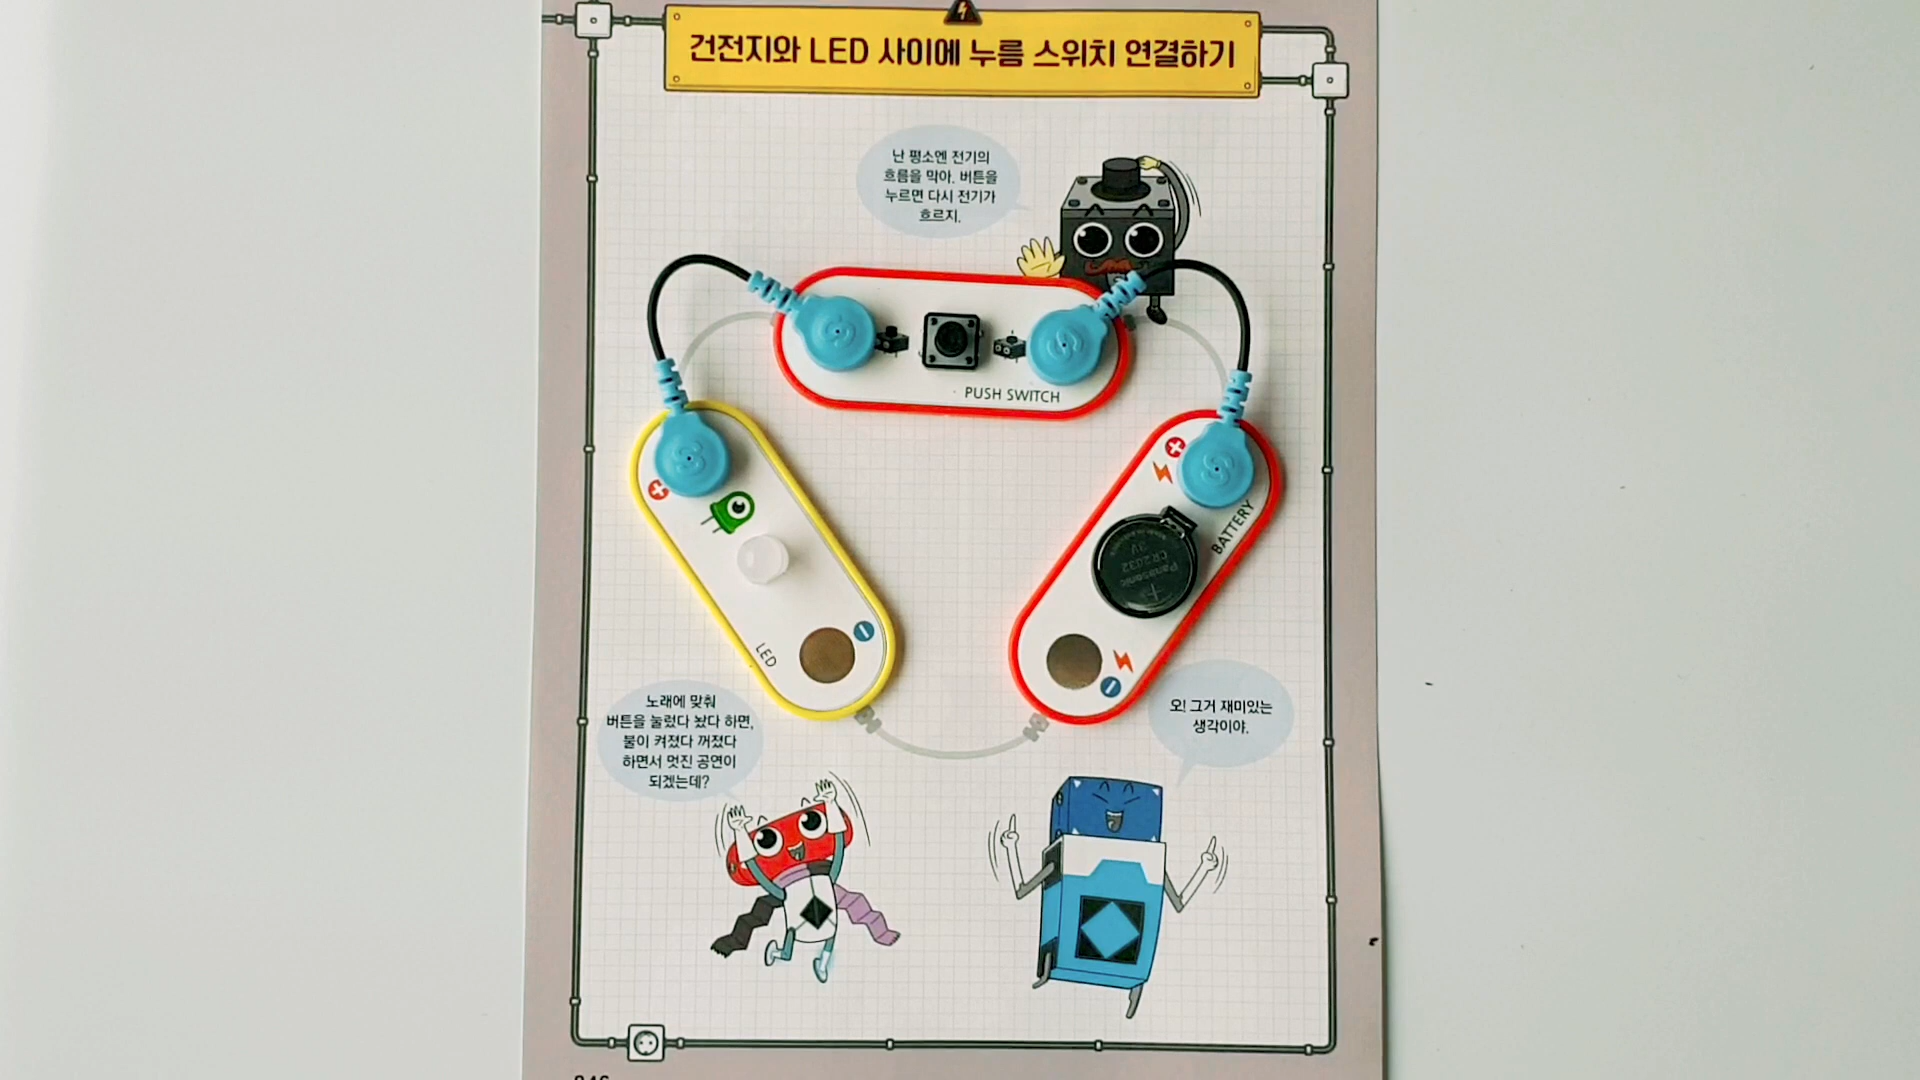 건전지와 LED 사이에 누름 스위치 연결하기
난 평소엔 전기의
흐름을 막아. 버튼을
누르면 다시 전기가
흐르지.
PUSH SWITCH
BATTERY
Panasonic
CR2032
3V
LED
노래에 맞춰
버튼을 눌렀다 놨다 하면,
불이 켜졌다 꺼졌다
하면서 멋진 공연이
되겠는데?
오! 그거 재미있는
생각이야.